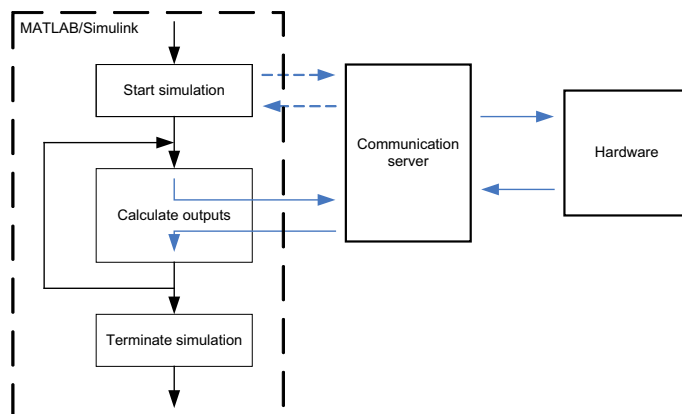 MATLAB/Simulink
Start simulation
Communication
server
Hardware
Calculate outputs
Terminate simulation